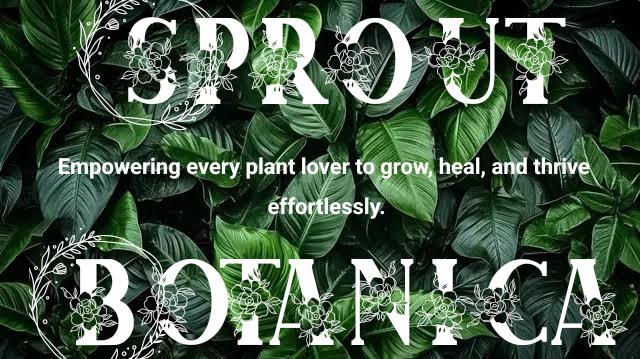 SPROUT
Empowering every plant lover to grow, heal, and thrive
effortlessly.
BOTANICA